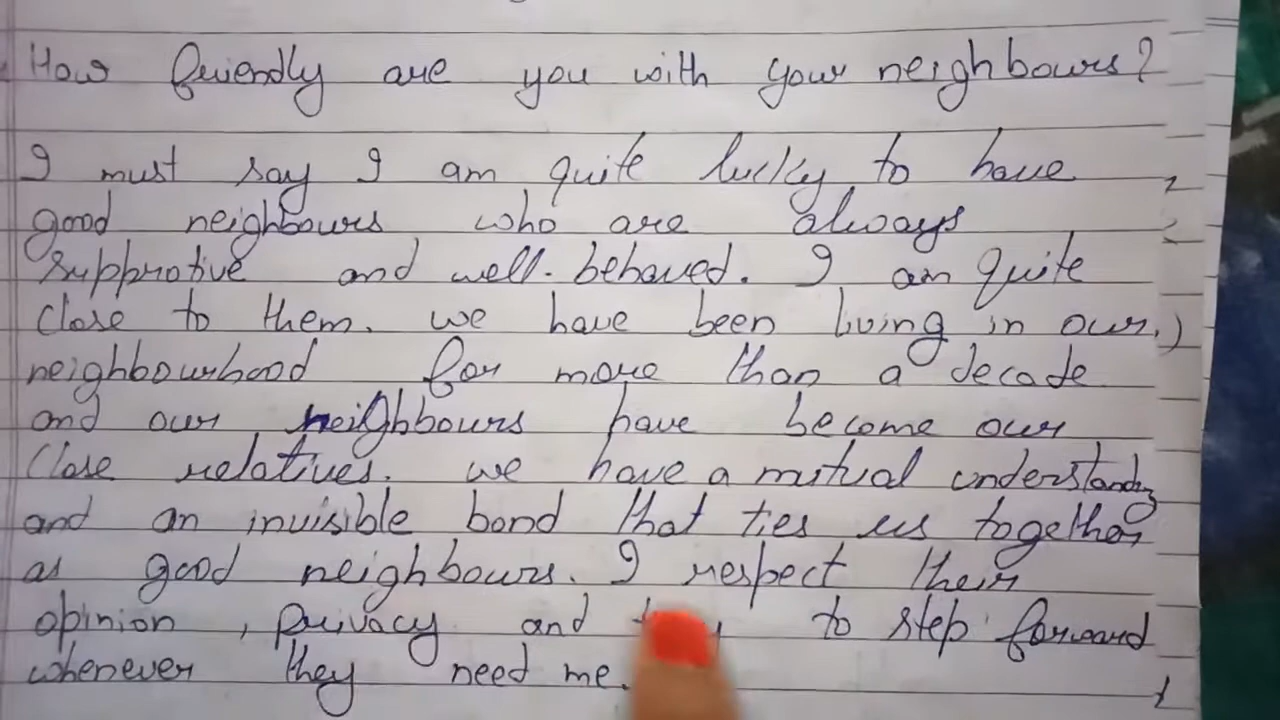 How friendly are you with your neighbours?
I must say I am quite lucky to have
good neighbours who are always
supprotive and well-behaved. I am quite
close to them. we have been living in our
neighbourhood for more than a decade
and our neighbours have become our
close relatives. we have a mutual understanding
and an invisible bond that ties us together
as good neighbours. I respect their
opinion, privacy and to step forward
whenever they need me.